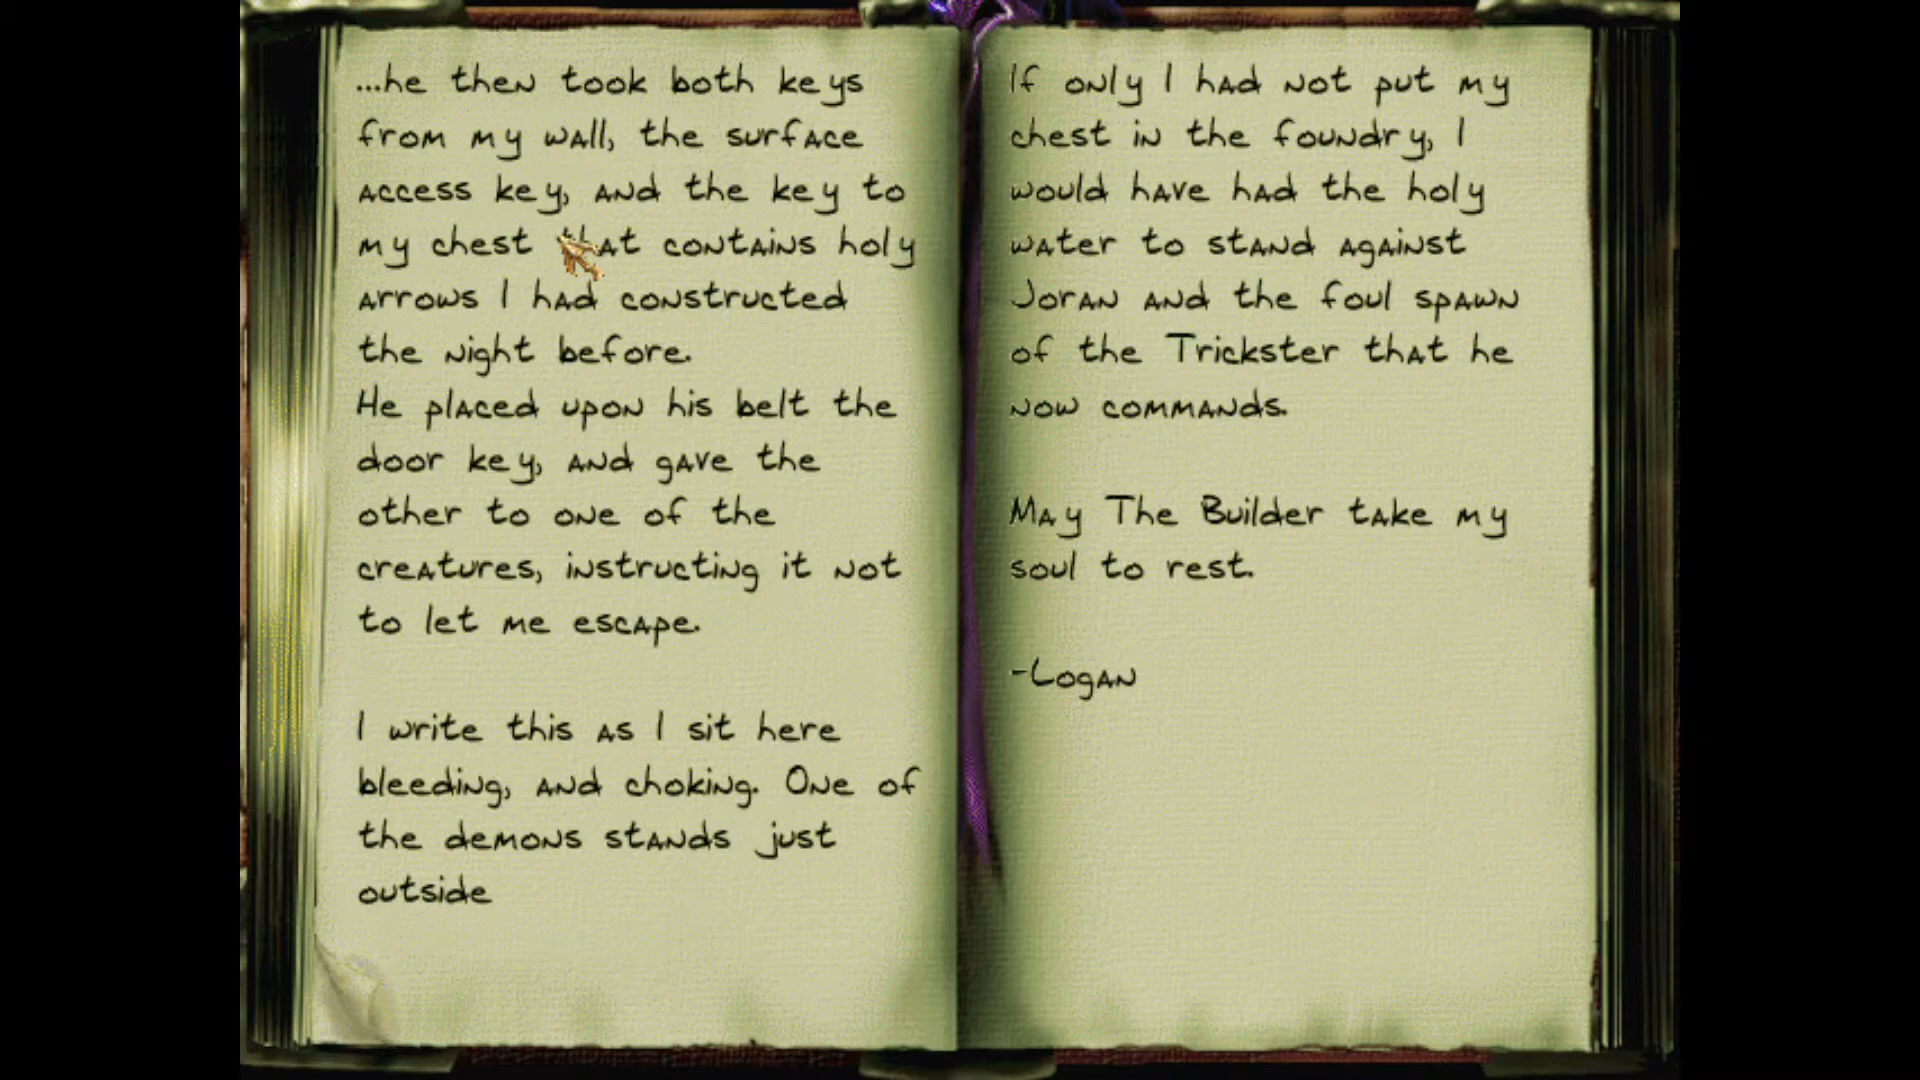 ...he then took both keys
from my wall, the surface
access key, and the key to
my chest that contains holy
arrows I had constructed
the night before.
He placed upon his belt the
door key, and gave the
other to one of the
creatures, instructing it not
to let me escape.
I write this as I sit here
bleeding, and choking. One of
the demons stands just
outside
If only I had not put my
chest in the foundry, I
would have had the holy
water to stand against
Joran and the foul spawn
of the Trickster that he
now commands.
May The Builder take my
soul to rest.
-Logan